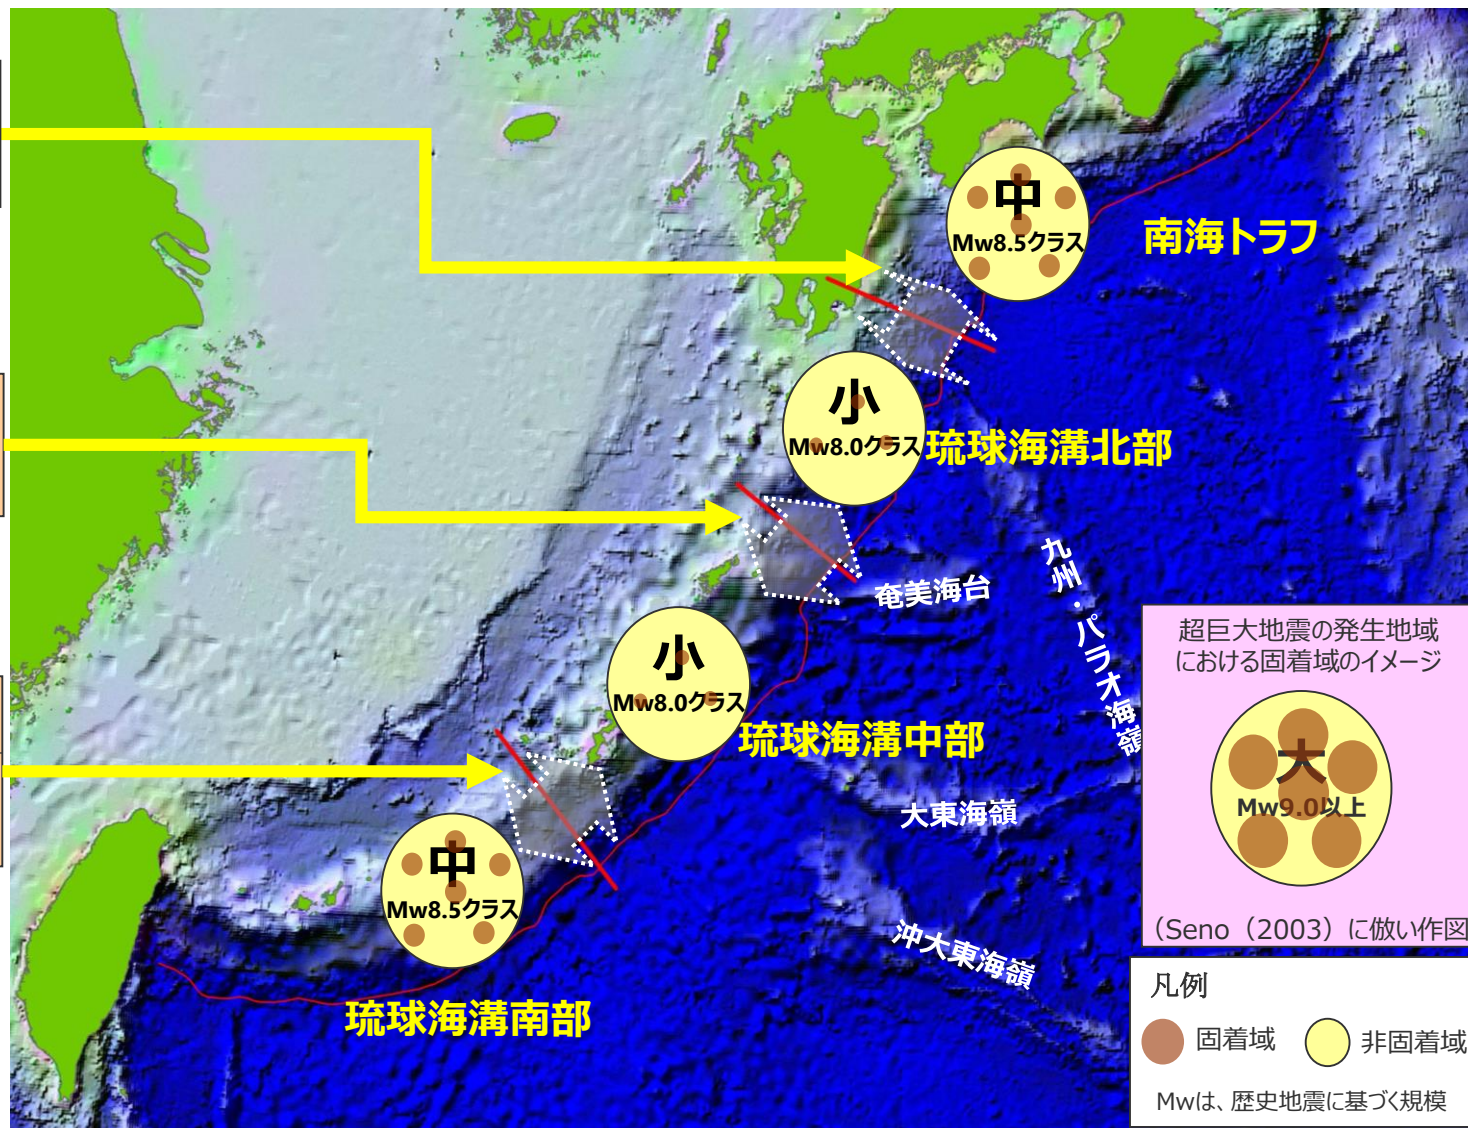 中
Mw8.5クラス
南海トラフ
小
Mw8.0クラス
琉球海溝北部
九州・パラオ海嶺
奄美海台
小
Mw8.0クラス
琉球海溝中部
大東海嶺
中
Mw8.5クラス
沖大東海嶺
琉球海溝南部
超巨大地震の発生地域
における固着域のイメージ
大
Mw9.0以上
（Seno（2003）に倣い作図
凡例
固着域
非固着域
Mwは、歴史地震に基づく規模